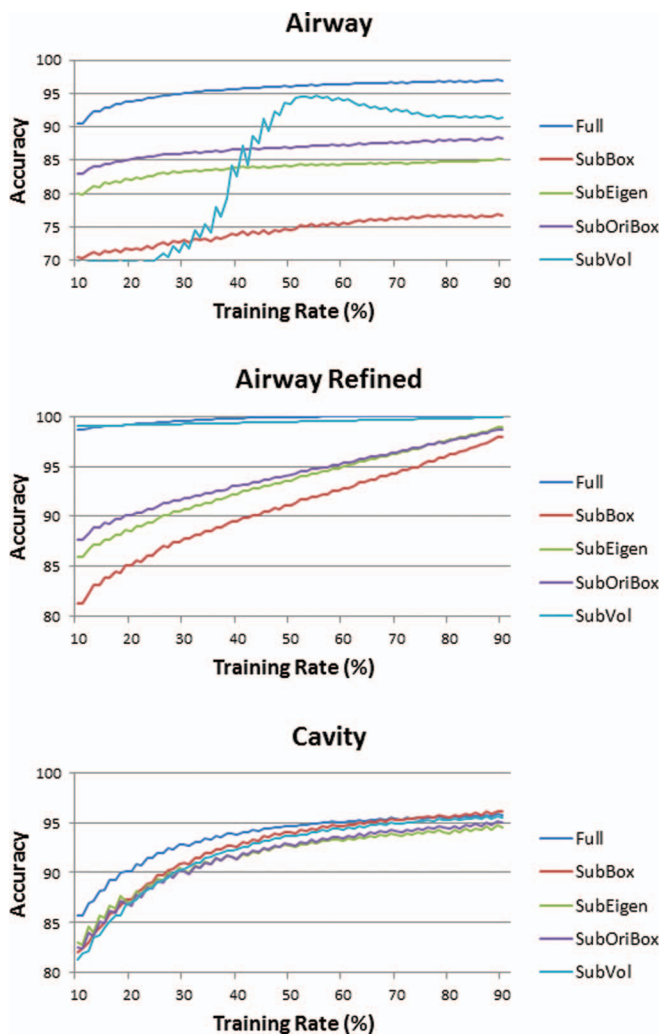 Airway
100
95
90
85
80
75
70
Accuracy
10 20 30 40 50 60 70 80 90
Training Rate (%)
Full
SubBox
SubEigen
SubOriBox
SubVol
Airway Refined
100
95
90
85
80
Accuracy
10 20 30 40 50 60 70 80 90
Training Rate (%)
Full
SubBox
SubEigen
SubOriBox
SubVol
Cavity
100
95
90
85
80
Accuracy
10 20 30 40 50 60 70 80 90
Training Rate (%)
Full
SubBox
SubEigen
SubOriBox
SubVol